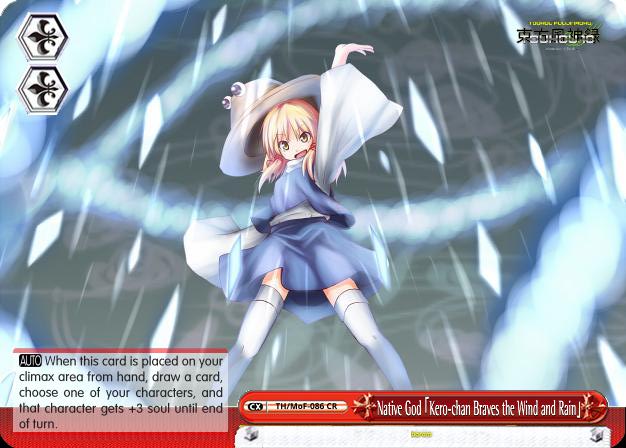 東方風神録
AUTO When this card is placed on your
climax area from hand, draw a card,
choose one of your characters, and
that character gets +3 soul until end
of turn.
CX TH/MoF-086 CR Native God「Kero-chan Braves the Wind and Rain」